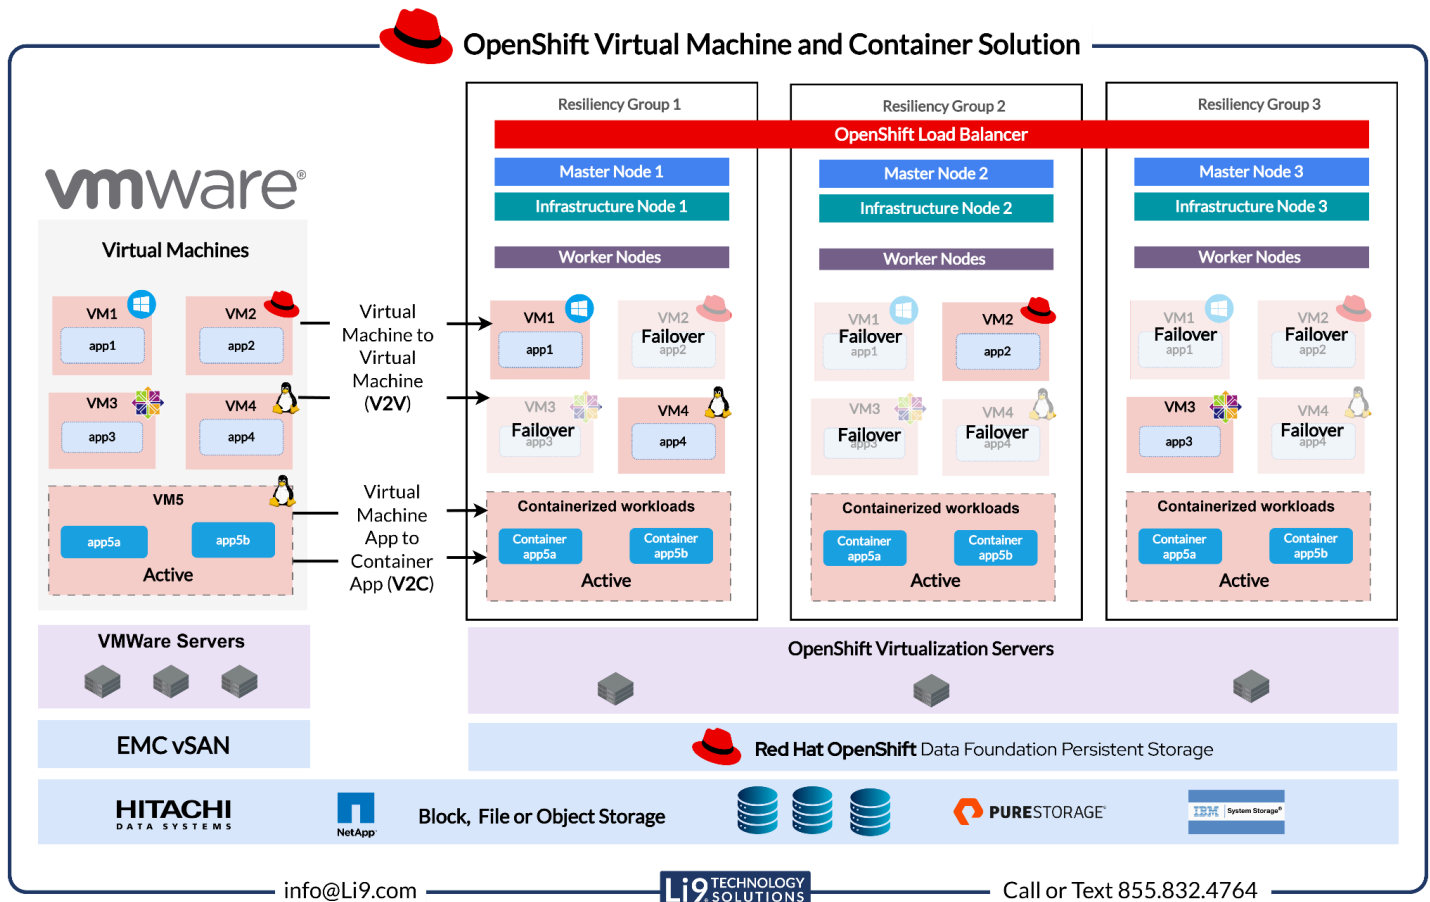 OpenShift Virtual Machine and Container Solution
vmware®
Virtual Machines
VM1
app1
VM2
app2
VM3
app3
VM4
app4
VM5
app5a
app5b
Active
Virtual
Machine to
Virtual
Machine
(V2V)
Virtual
Machine
App to
Container
App (V2C)
Resiliency Group 1
Resiliency Group 2
Resiliency Group 3
OpenShift Load Balancer
Master Node 1
Infrastructure Node 1
Worker Nodes
VM1
app1
VM2
Failover
app2
VM3
Failover
app3
VM4
app4
Containerized workloads
Container
app5a
Container
app5b
Active
Master Node 2
Infrastructure Node 2
Worker Nodes
VM1
Failover
app1
VM2
app2
VM3
Failover
app3
VM4
Failover
app4
Containerized workloads
Container
app5a
Container
app5b
Active
Master Node 3
Infrastructure Node 3
Worker Nodes
VM1
Failover
app1
VM2
Failover
app2
VM3
app3
VM4
Failover
app4
Containerized workloads
Container
app5a
Container
app5b
Active
VMWare Servers
OpenShift Virtualization Servers
EMC vSAN
Red Hat OpenShift Data Foundation Persistent Storage
HITACHI
DATA SYSTEMS
NetApp
Block, File or Object Storage
PURESTORAGE®
IBM System Storage®
info@Li9.com
Li9 TECHNOLOGY
SOLUTIONS
Call or Text 855.832.4764